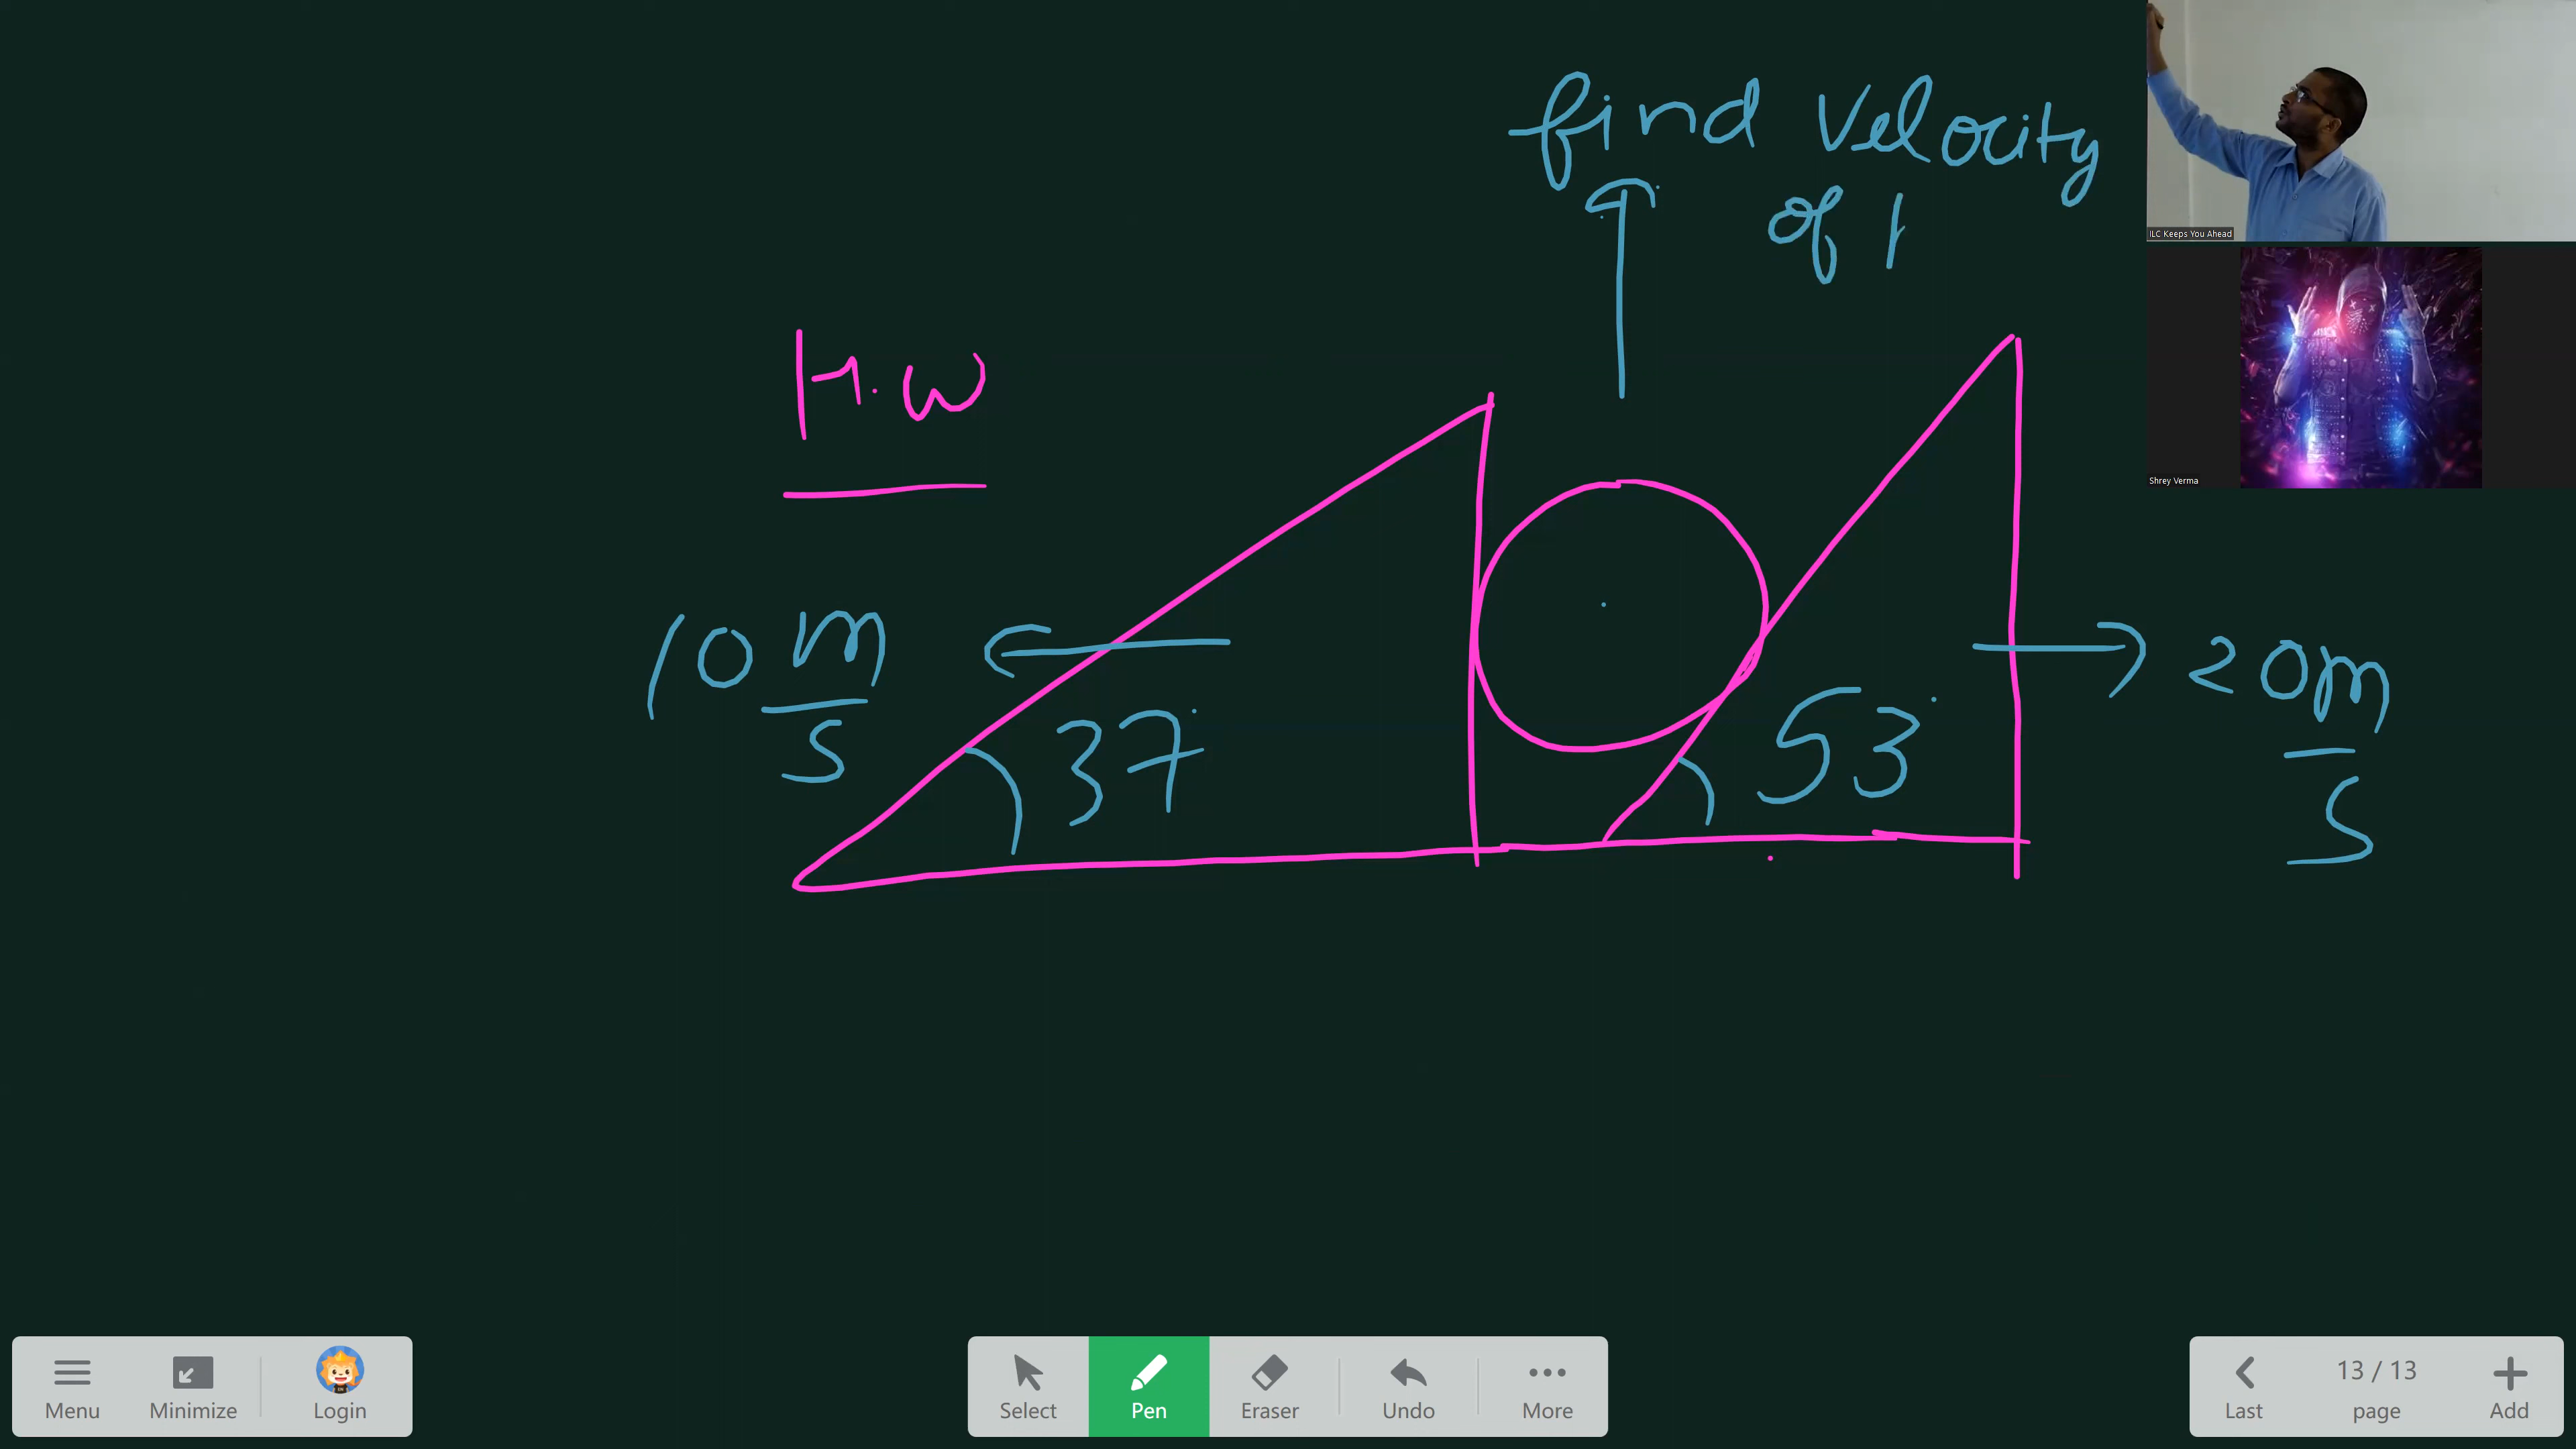 find velocity
of
ILC Keeps You Ahead
H.W
Shrey Verma
10 m/s
20 m/s
37°
53°
Menu
Minimize
Login
Select
Pen
Eraser
Undo
More
Last
13 / 13
page
Add